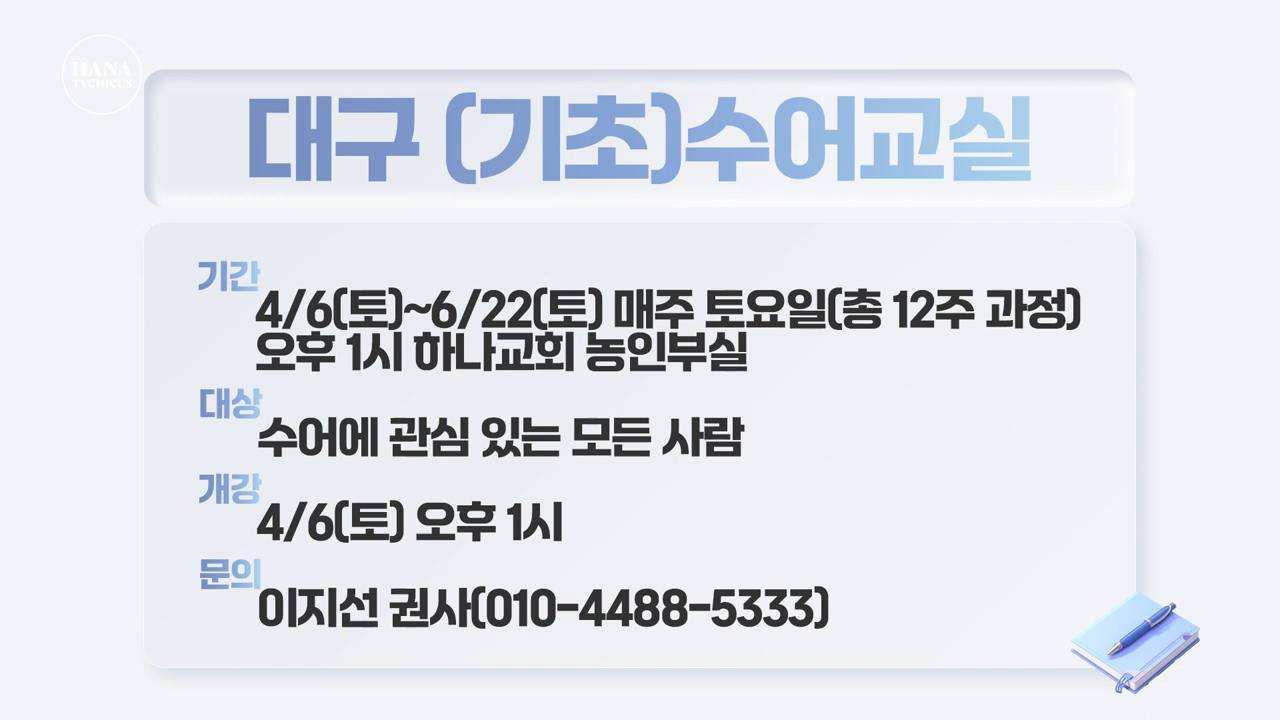 HANA
TYCHICUS
대구 (기초)수어교실
기간
4/6(토)~6/22(토) 매주 토요일(총 12주 과정)
오후 1시 하나교회 농인부실
대상
수어에 관심 있는 모든 사람
개강
4/6(토) 오후 1시
문의
이지선 권사(010-4488-5333)